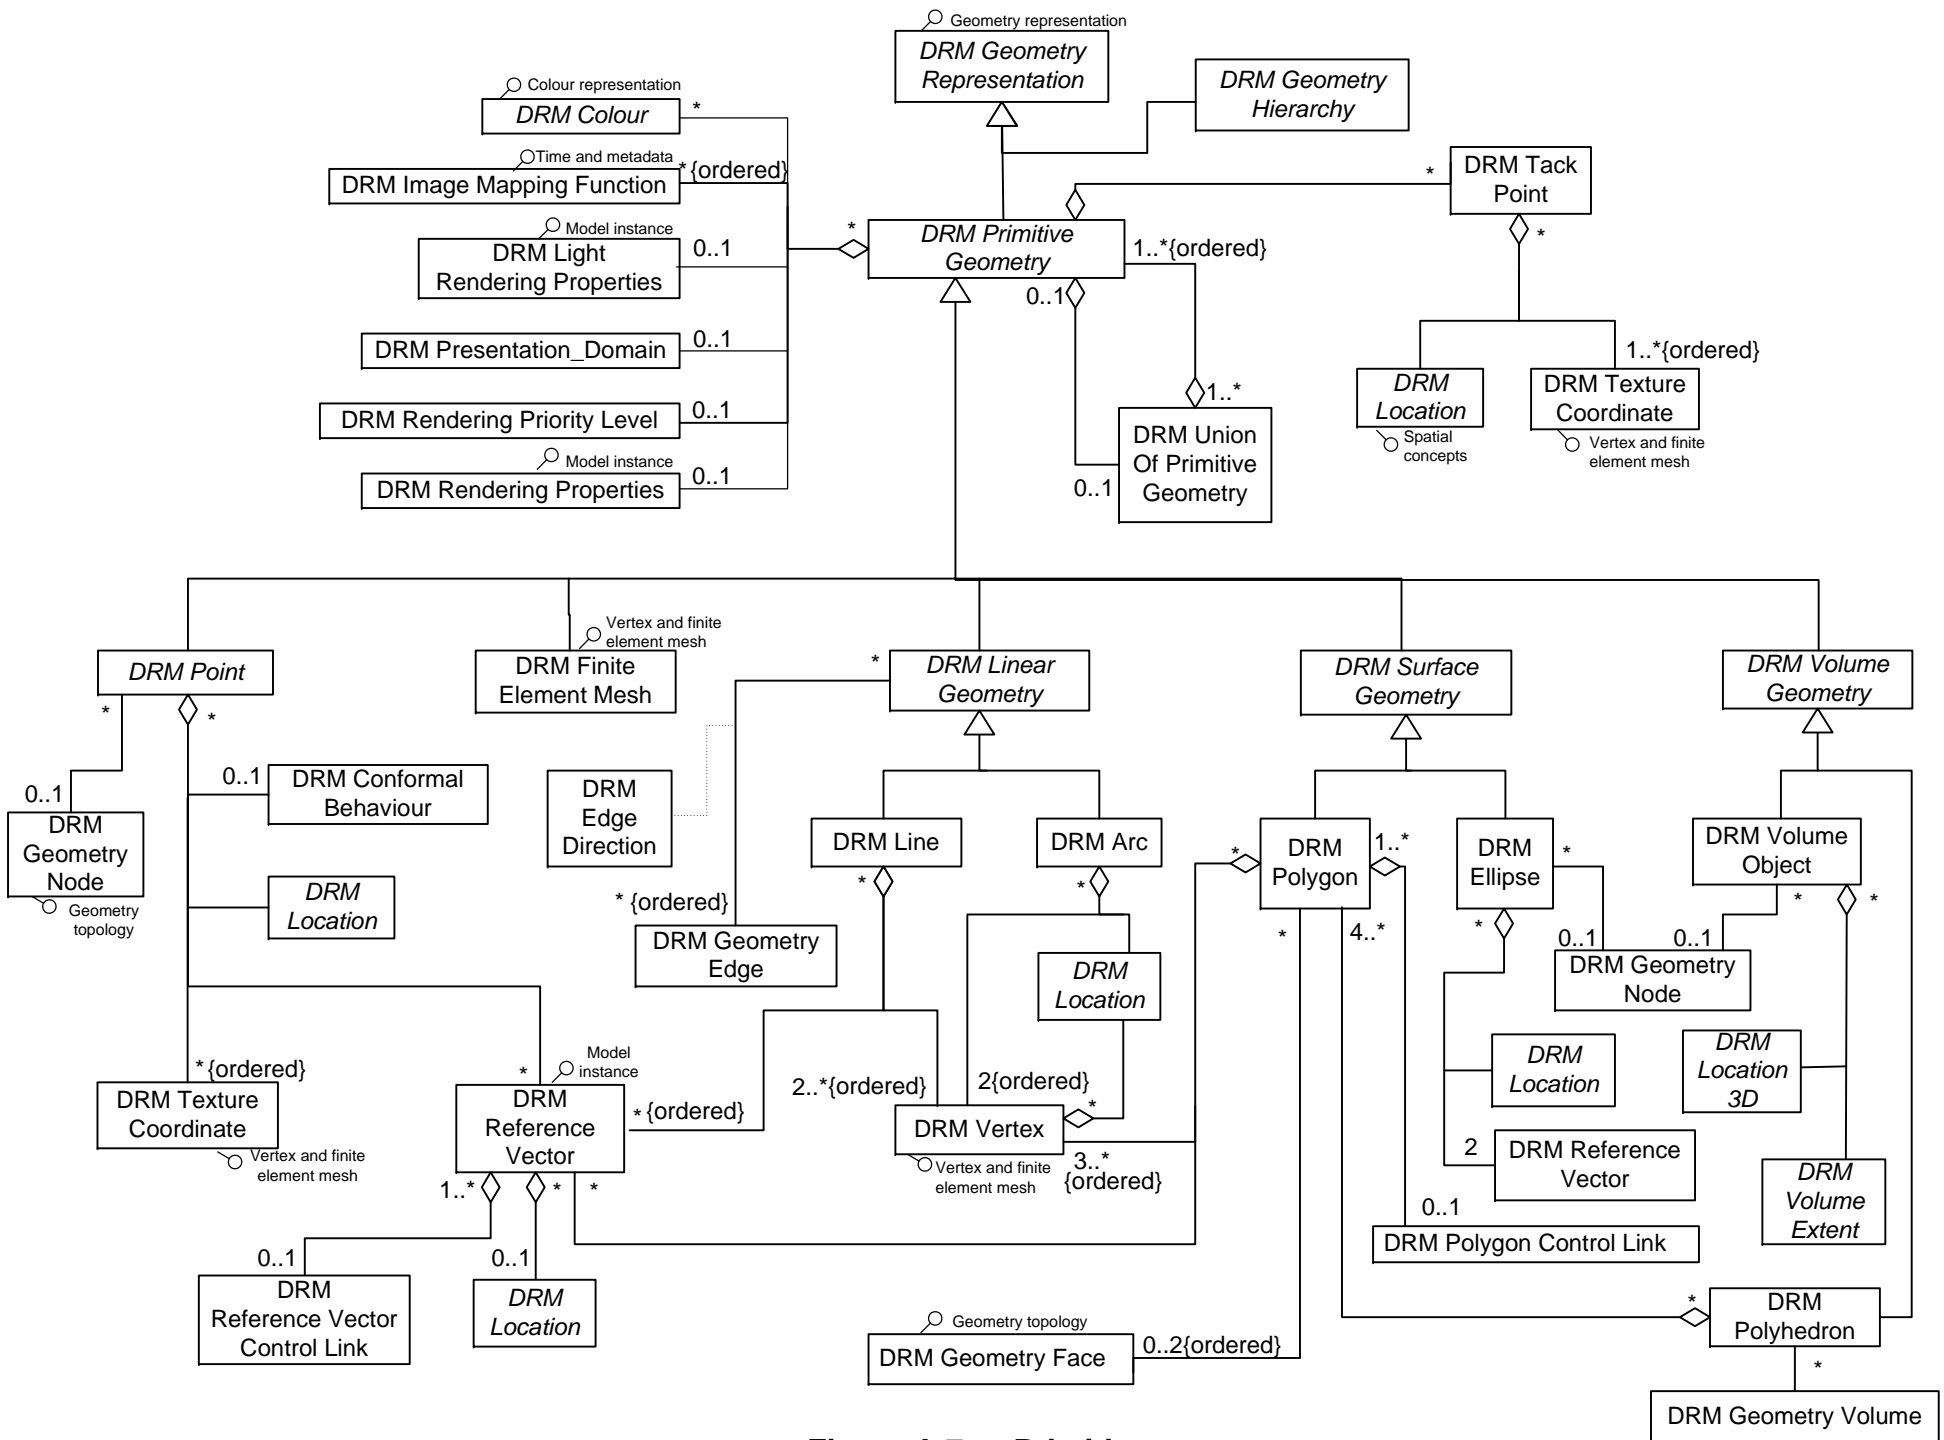 Geometry representation
DRM Geometry
Representation
DRM Geometry
Hierarchy
Colour representation
DRM Colour
*
Time and metadata
DRM Image Mapping Function
*{ordered}
Model instance
DRM Light
Rendering Properties
0..1
DRM Presentation_Domain
0..1
DRM Rendering Priority Level
0..1
Model instance
DRM Rendering Properties
0..1
*
DRM Primitive
Geometry
1..*{ordered}
0..1
1..*
0..1
DRM Union
Of Primitive
Geometry
*
DRM Tack
Point
*
1..*{ordered}
DRM
Location
Spatial
concepts
DRM Texture
Coordinate
Vertex and finite
element mesh
DRM Point
*
*
0..1
DRM
Geometry
Node
Geometry
topology
0..1
DRM Conformal
Behaviour
DRM
Location
*{ordered}
DRM Texture
Coordinate
Vertex and finite
element mesh
Vertex and finite
element mesh
DRM Finite
Element Mesh
*
DRM Linear
Geometry
DRM
Edge
Direction
* {ordered}
DRM Geometry
Edge
DRM Line
*
DRM Arc
*
DRM
Location
Model
instance
*
DRM
Reference
Vector
* {ordered}
2..*{ordered}
2{ordered}
*
DRM Vertex
Vertex and finite
element mesh
3..*
{ordered}
1..*
*
*
0..1
DRM
Reference Vector
Control Link
0..1
DRM
Location
DRM Surface
Geometry
*
DRM
Polygon
1..*
*
4..*
DRM
Ellipse
*
*
0..1
0..1
DRM Geometry
Node
DRM
Location
2
DRM Reference
Vector
0..1
DRM Polygon Control Link
DRM Volume
Geometry
DRM Volume
Object
*
*
DRM
Location
3D
DRM
Volume
Extent
*
DRM
Polyhedron
*
DRM Geometry Volume
Geometry topology
DRM Geometry Face
0..2{ordered}